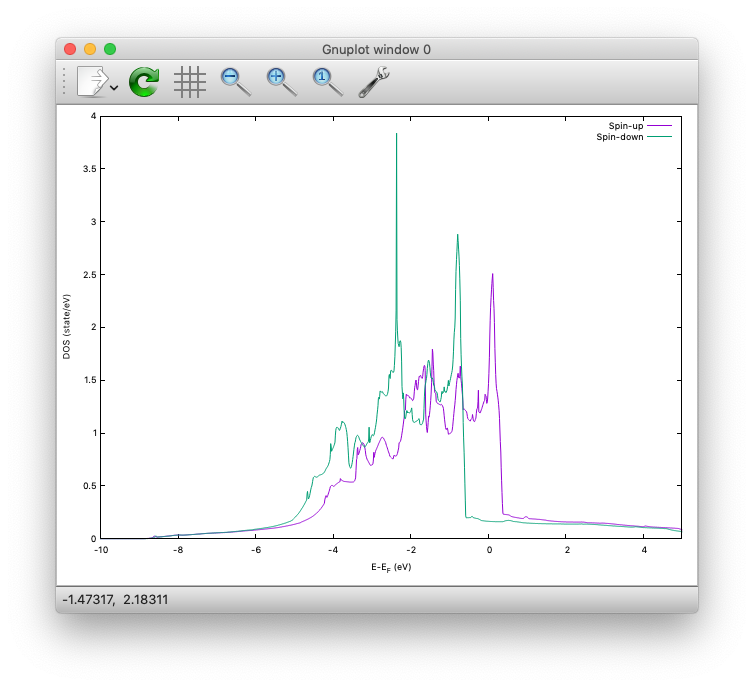 Gnuplot window 0
1
4
Spin-up
Spin-down
3.5
3
2.5
2
1.5
1
0.5
0
DOS (state/eV)
-10 -8 -6 -4 -2 0 2 4
E-EF (eV)
-1.47317, 2.18311